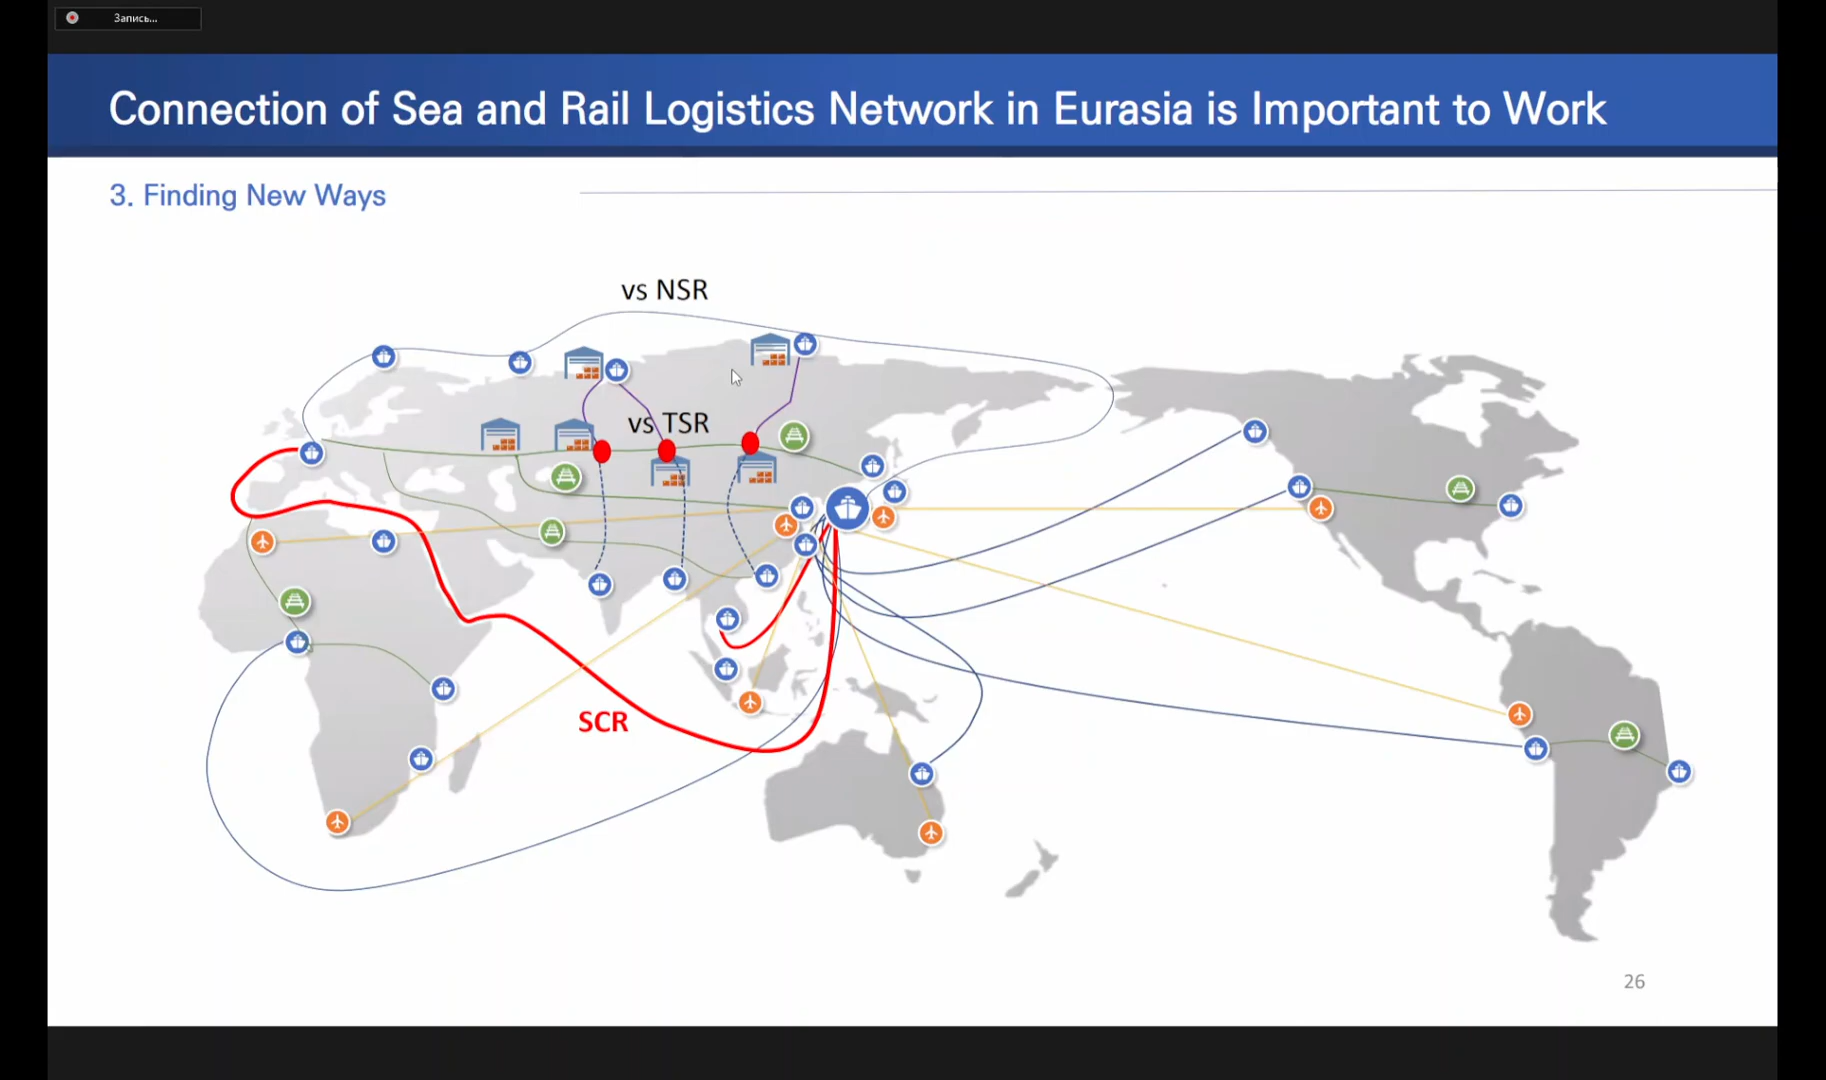 Запись...
Connection of Sea and Rail Logistics Network in Eurasia is Important to Work
3. Finding New Ways
vs NSR
vs TSR
SCR
26